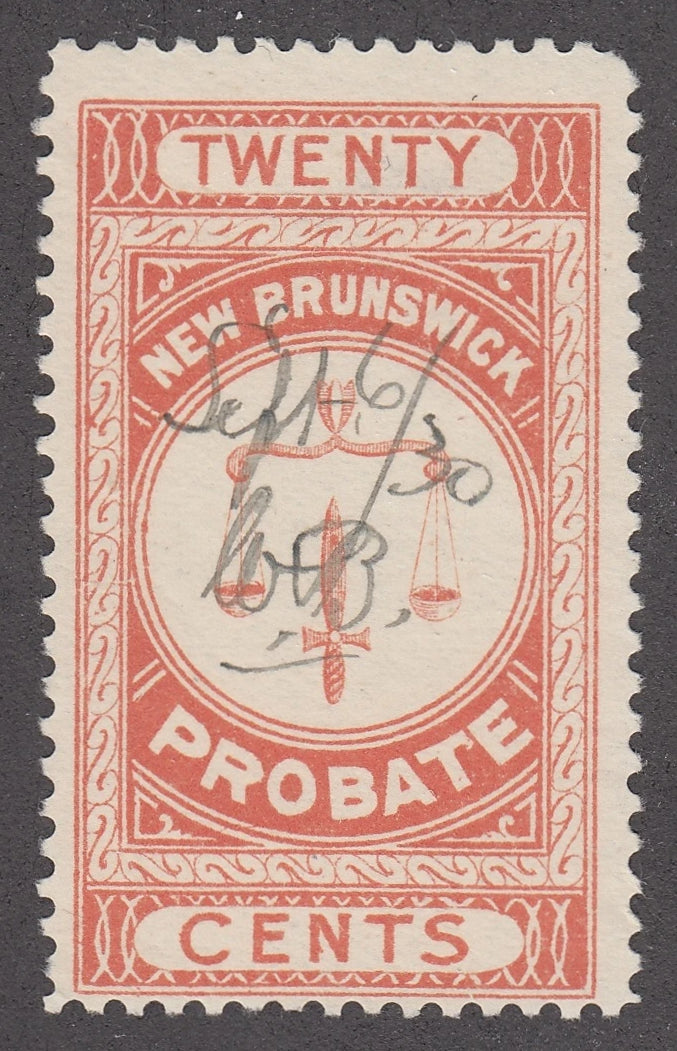 TWENTY
NEW BRUNSWICK
Sept. 6/30
W.B.
PROBATE
CENTS